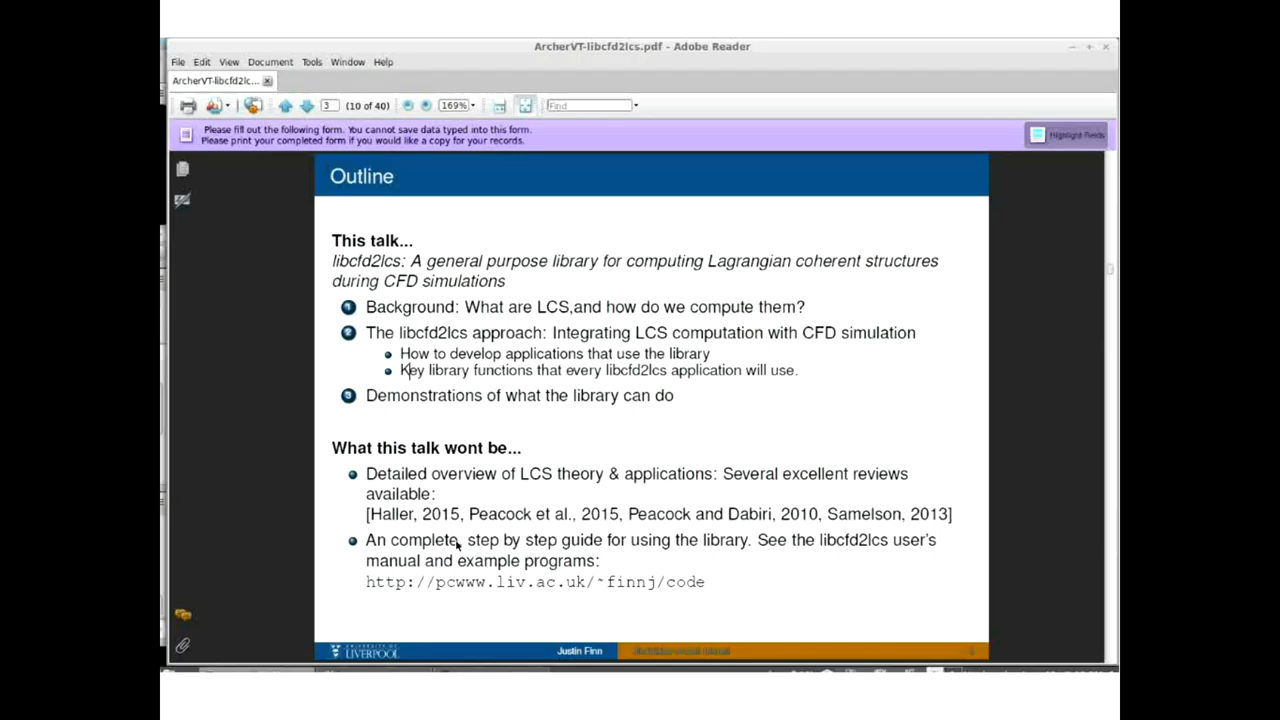 ArcherVT-libcfd2lcs.pdf - Adobe Reader
File Edit View Document Tools Window Help
ArcherVT-libcfd2lc...
3 (10 of 40) 169% Find
Please fill out the following form. You cannot save data typed into this form.
Please print your completed form if you would like a copy for your records.
Highlight Fields
Outline
This talk...
libcfd2lcs: A general purpose library for computing Lagrangian coherent structures
during CFD simulations
1 Background: What are LCS,and how do we compute them?
2 The libcfd2lcs approach: Integrating LCS computation with CFD simulation
How to develop applications that use the library
Key library functions that every libcfd2lcs application will use.
3 Demonstrations of what the library can do
What this talk wont be...
Detailed overview of LCS theory & applications: Several excellent reviews
available:
[Haller, 2015, Peacock et al., 2015, Peacock and Dabiri, 2010, Samelson, 2013]
An complete, step by step guide for using the library. See the libcfd2lcs user's
manual and example programs:
http://pcwww.liv.ac.uk/~finnj/code
UNIVERSITY OF
LIVERPOOL
Justin Finn